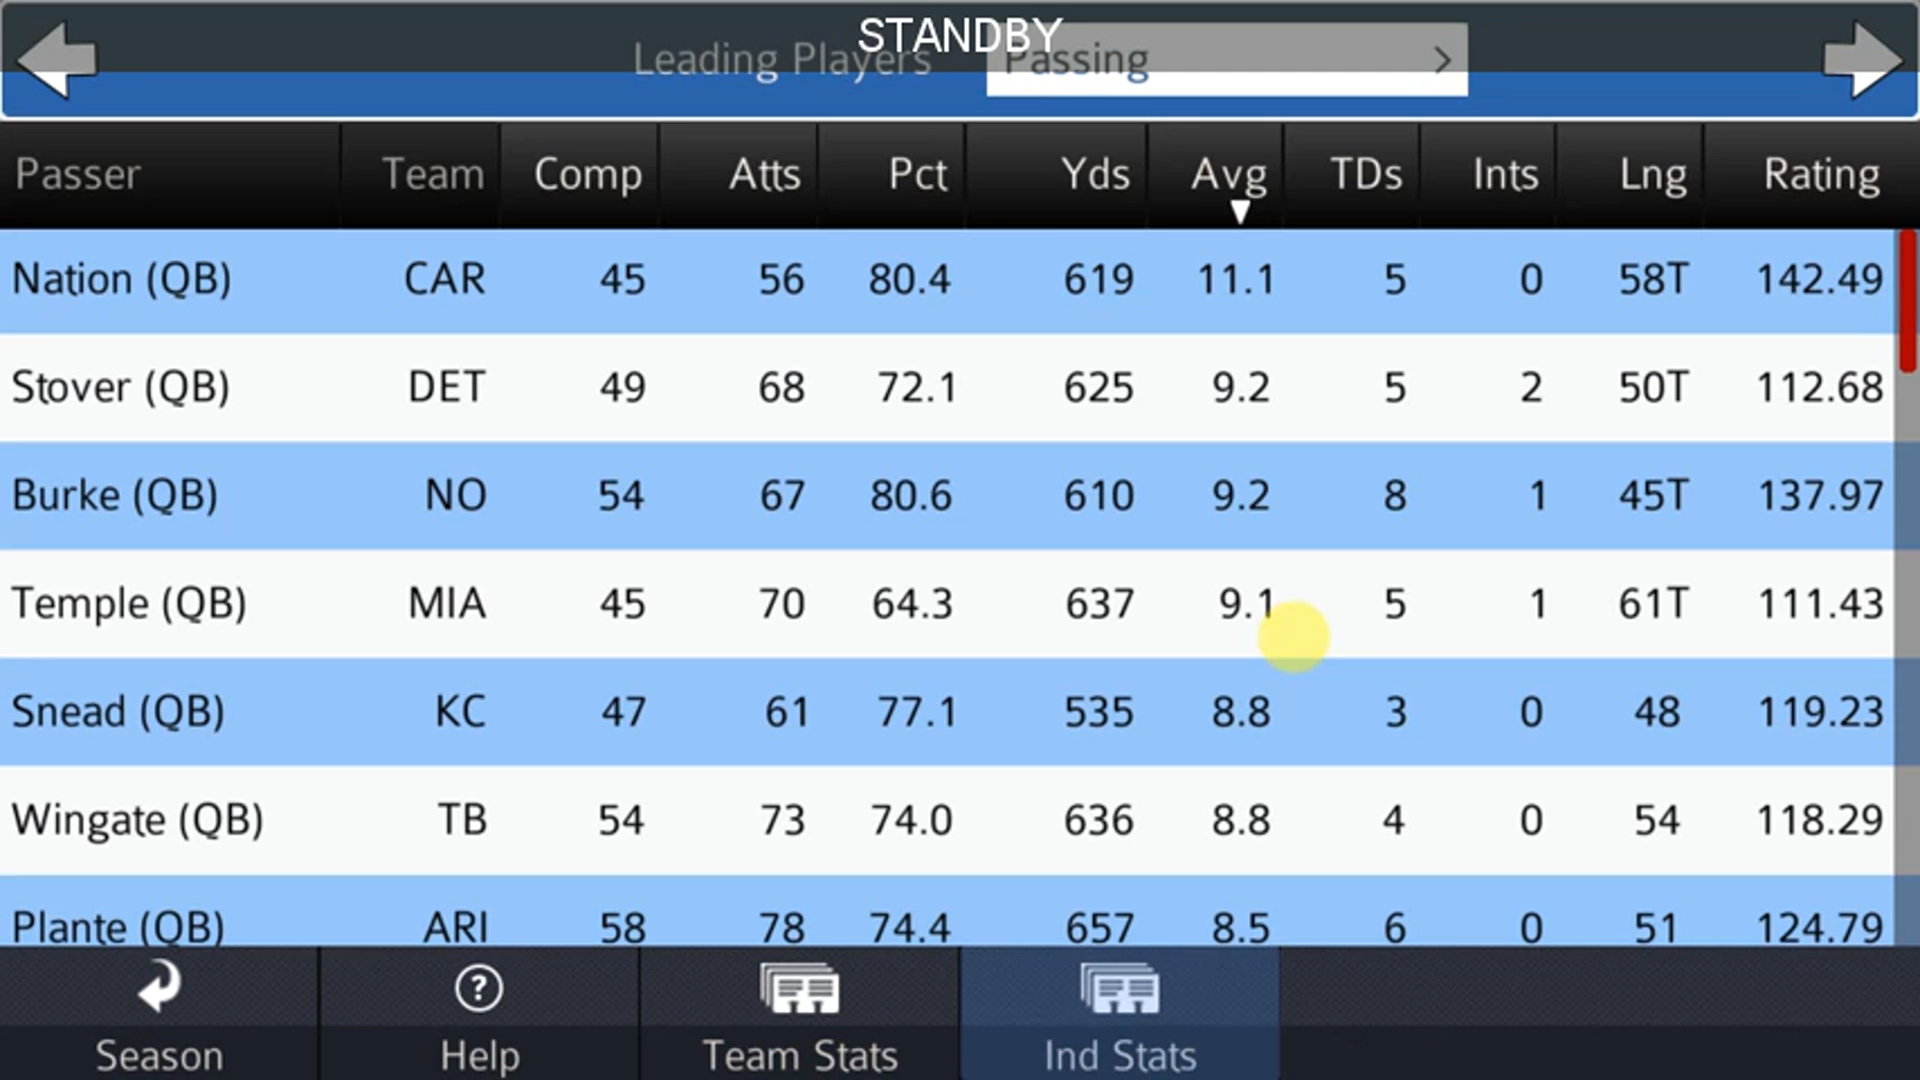 STANDBY
Leading Players Passing >
Passer Team Comp Atts Pct Yds Avg TDs Ints Lng Rating
Nation (QB) CAR 45 56 80.4 619 11.1 5 0 58T 142.49
Stover (QB) DET 49 68 72.1 625 9.2 5 2 50T 112.68
Burke (QB) NO 54 67 80.6 610 9.2 8 1 45T 137.97
Temple (QB) MIA 45 70 64.3 637 9.1 5 1 61T 111.43
Snead (QB) KC 47 61 77.1 535 8.8 3 0 48 119.23
Wingate (QB) TB 54 73 74.0 636 8.8 4 0 54 118.29
Plante (QB) ARI 58 78 74.4 657 8.5 6 0 51 124.79
Season Help Team Stats Ind Stats